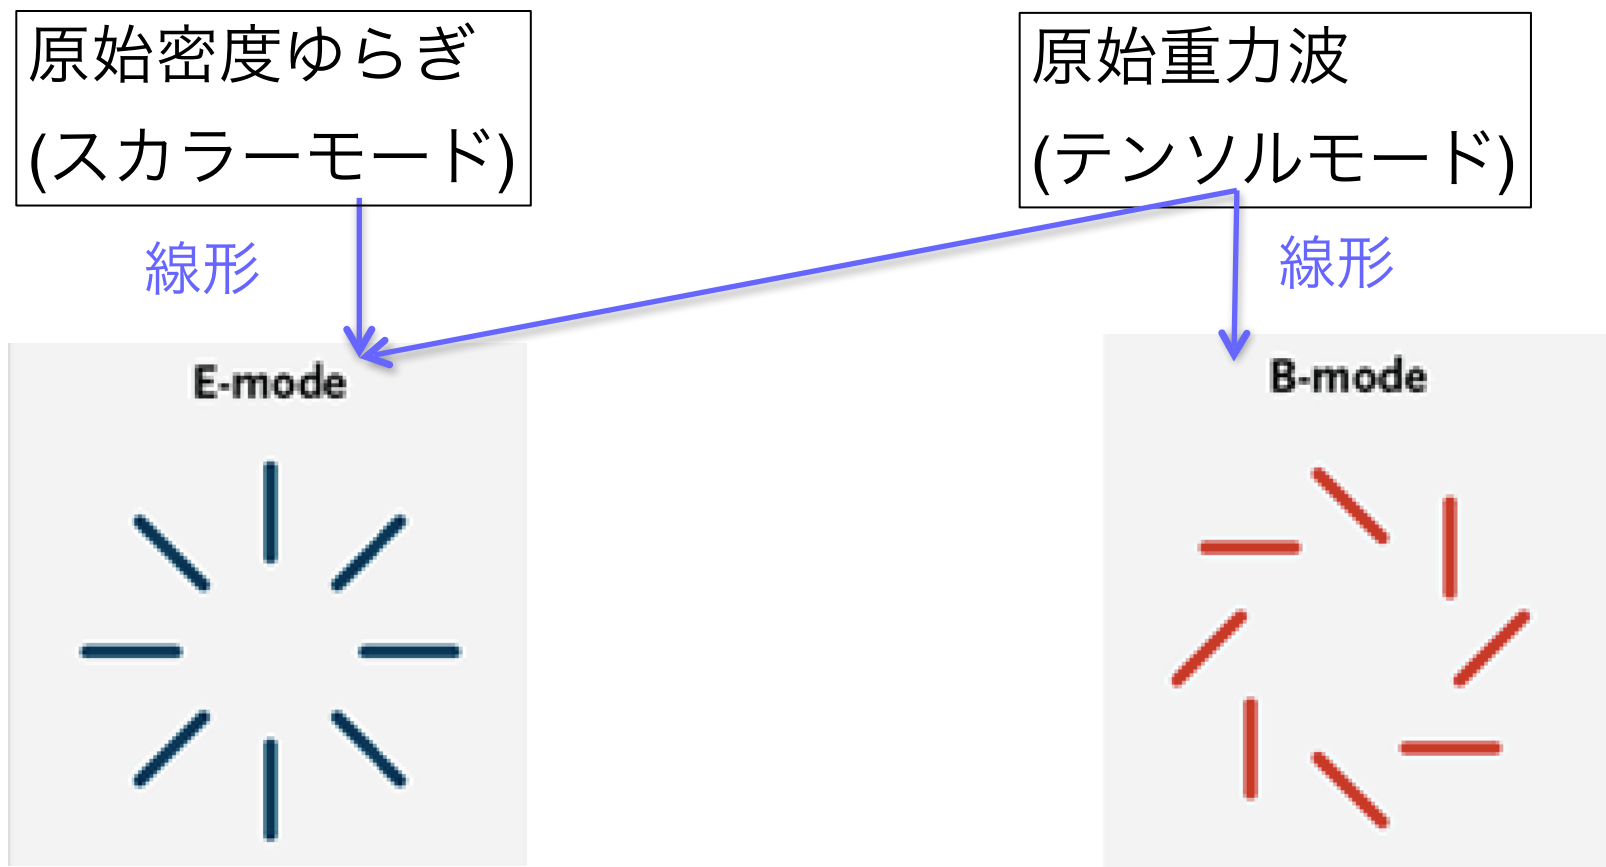 原始密度ゆらぎ
(スカラーモード)
原始重力波
(テンソルモード)
線形
線形
E-mode
B-mode